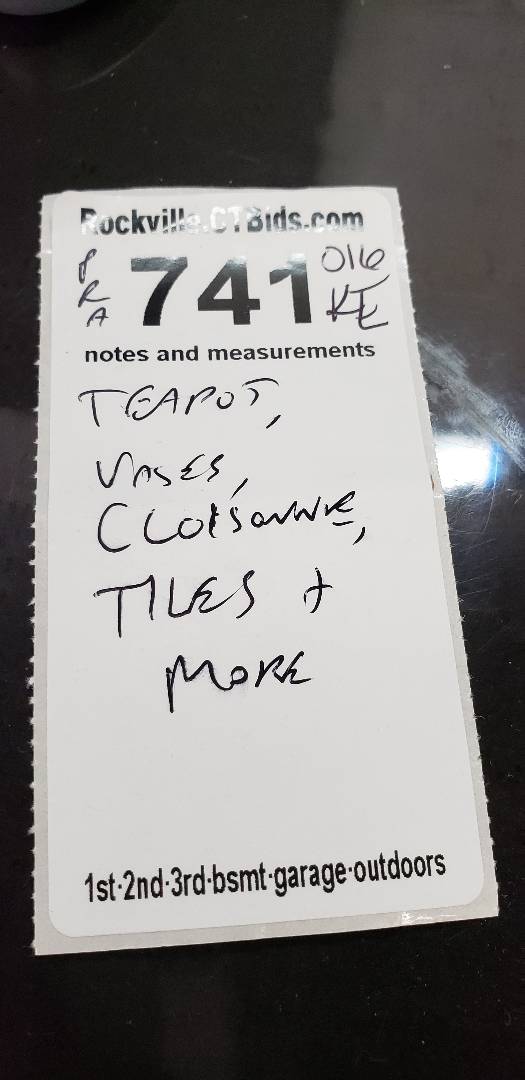 Rockville.CTBids.com
PRA 741 016 KE
notes and measurements
TEAPOT,
VASES,
CLOISONNE,
TILES +
MORE
1st·2nd·3rd·bsmt·garage·outdoors